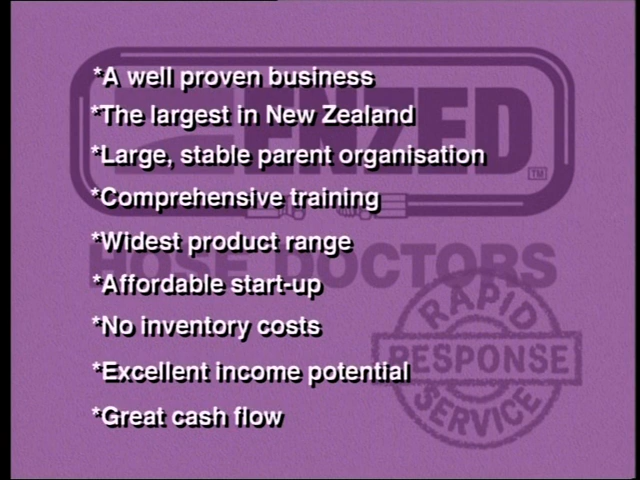 *A well proven business
*The largest in New Zealand
ENZED
*Large, stable parent organisation
TM
*Comprehensive training
*Widest product range
HOSE DOCTORS
*Affordable start-up
RAPID
*No inventory costs
RESPONSE
*Excellent income potential
SERVICE
*Great cash flow